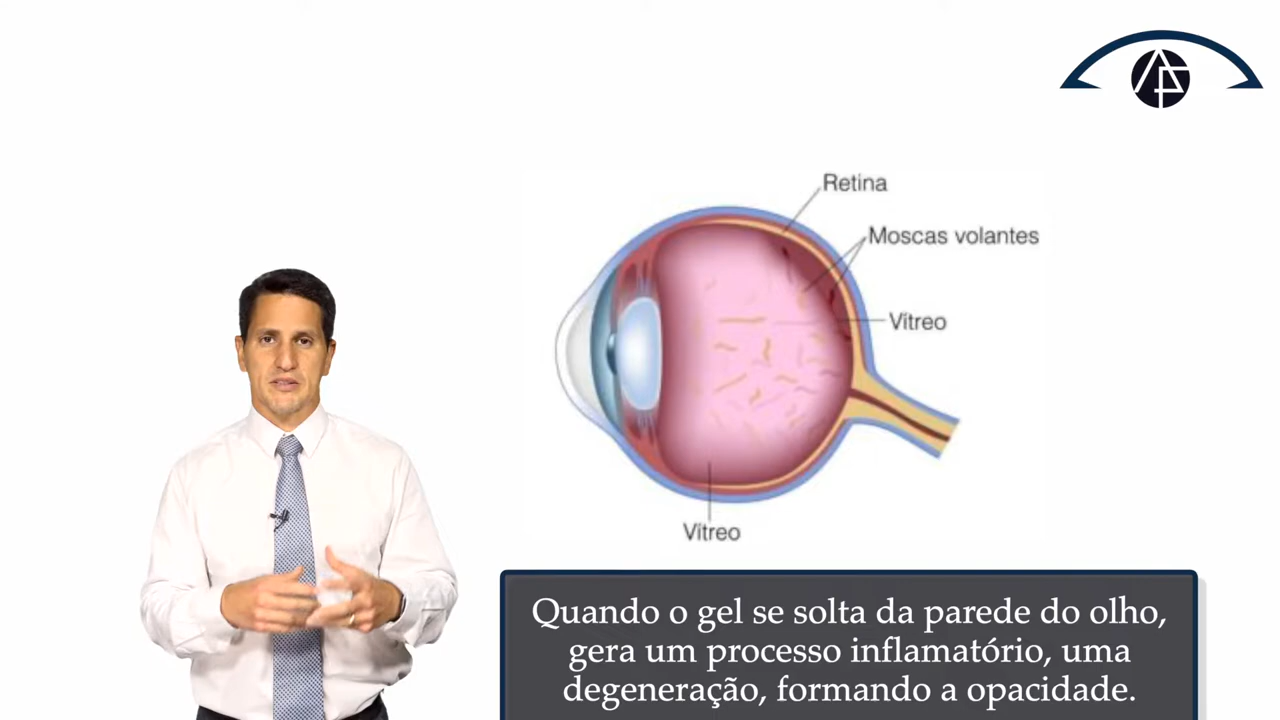 Retina
Moscas volantes
Vítreo
Vítreo
Quando o gel se solta da parede do olho,
gera um processo inflamatório, uma
degeneração, formando a opacidade.